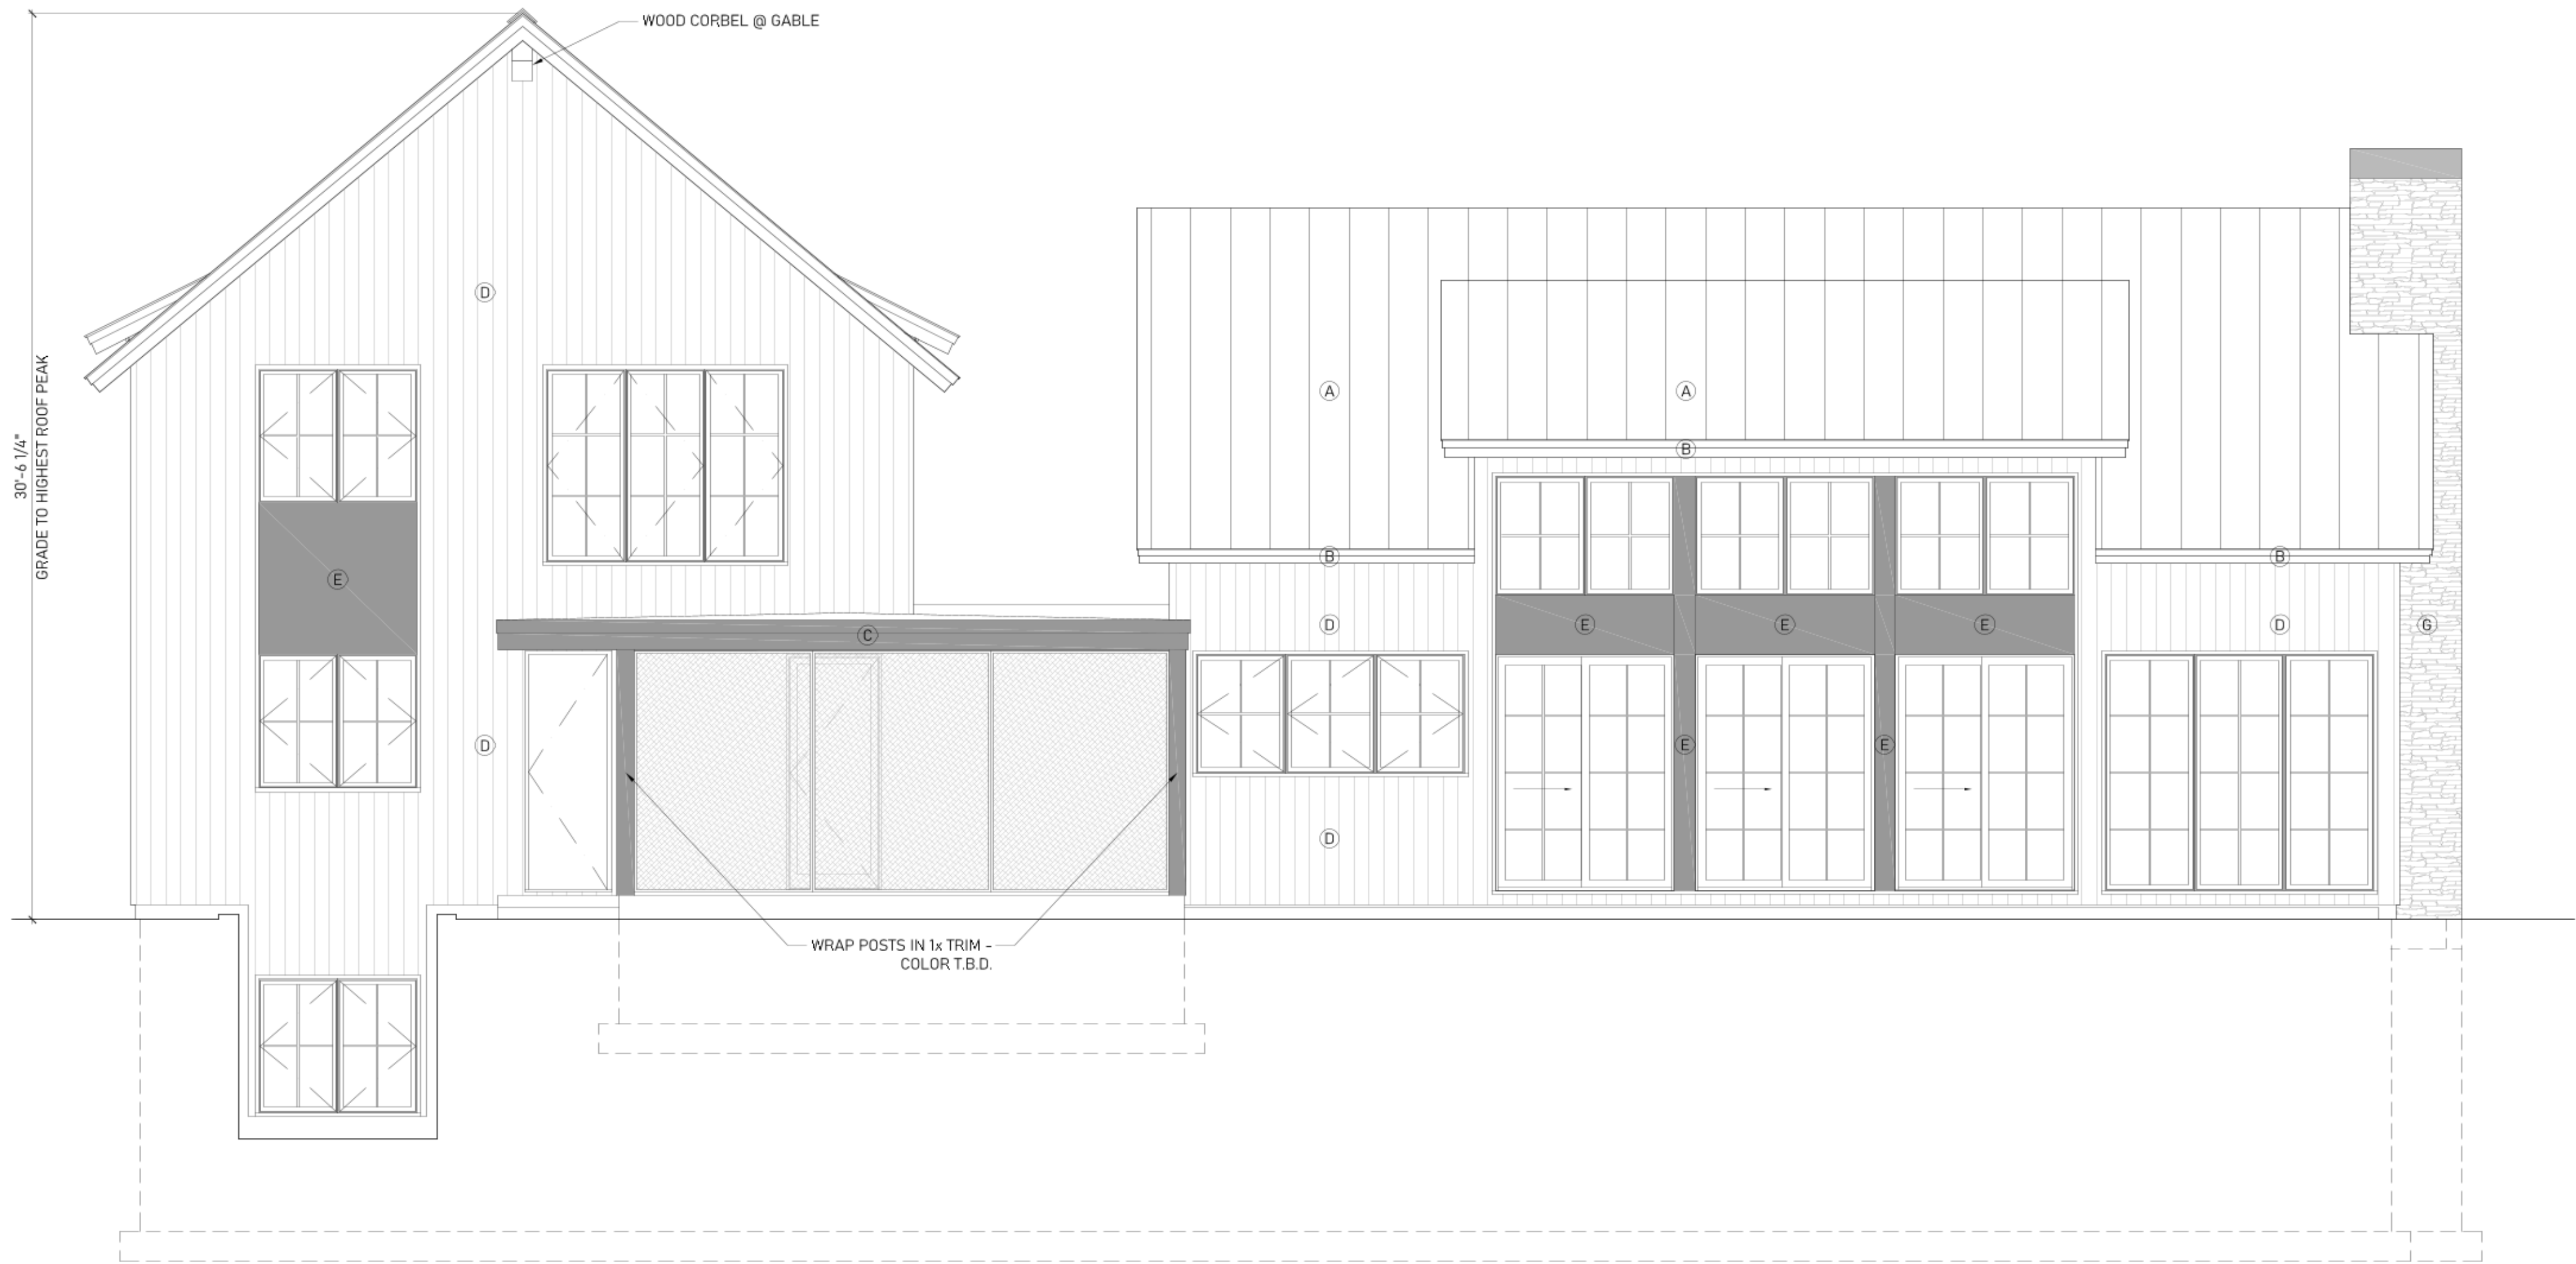 WOOD CORBEL @ GABLE
30'-6 1/4"
GRADE TO HIGHEST ROOF PEAK
D
A
A
B
B
B
E
C
E
E
E
D
D
G
D
E
E
D
WRAP POSTS IN 1x TRIM -
COLOR T.B.D.